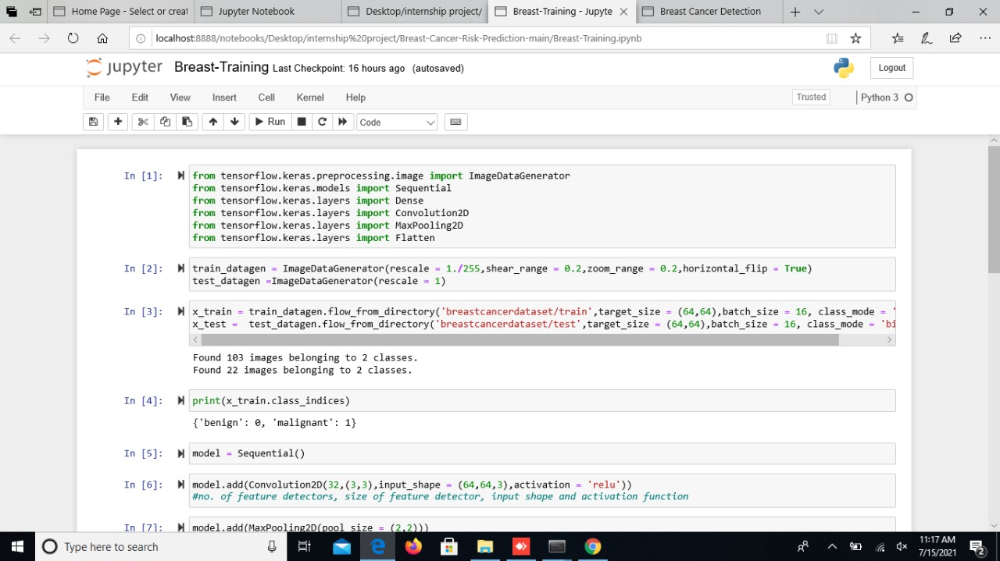 Home Page - Select or creat
Jupyter Notebook
Desktop/internship project/
Breast-Training - Jupyte
Breast Cancer Detection
localhost:8888/notebooks/Desktop/internship%20project/Breast-Cancer-Risk-Prediction-main/Breast-Training.ipynb
jupyter Breast-Training Last Checkpoint: 16 hours ago (autosaved)
Logout
File Edit View Insert Cell Kernel Help
Trusted
Python 3
Run
Code
In [1]: from tensorflow.keras.preprocessing.image import ImageDataGenerator
from tensorflow.keras.models import Sequential
from tensorflow.keras.layers import Dense
from tensorflow.keras.layers import Convolution2D
from tensorflow.keras.layers import MaxPooling2D
from tensorflow.keras.layers import Flatten
In [2]: train_datagen = ImageDataGenerator(rescale = 1./255,shear_range = 0.2,zoom_range = 0.2,horizontal_flip = True)
test_datagen =ImageDataGenerator(rescale = 1)
In [3]: x_train = train_datagen.flow_from_directory('breastcancerdataset/train',target_size = (64,64),batch_size = 16, class_mode = '
x_test =  test_datagen.flow_from_directory('breastcancerdataset/test',target_size = (64,64),batch_size = 16, class_mode = 'bi
Found 103 images belonging to 2 classes.
Found 22 images belonging to 2 classes.
In [4]: print(x_train.class_indices)
{'benign': 0, 'malignant': 1}
In [5]: model = Sequential()
In [6]: model.add(Convolution2D(32,(3,3),input_shape = (64,64,3),activation = 'relu'))
#no. of feature detectors, size of feature detector, input shape and activation function
In [7]: model.add(MaxPooling2D(pool_size = (2,2)))
Type here to search
11:17 AM
7/15/2021
2